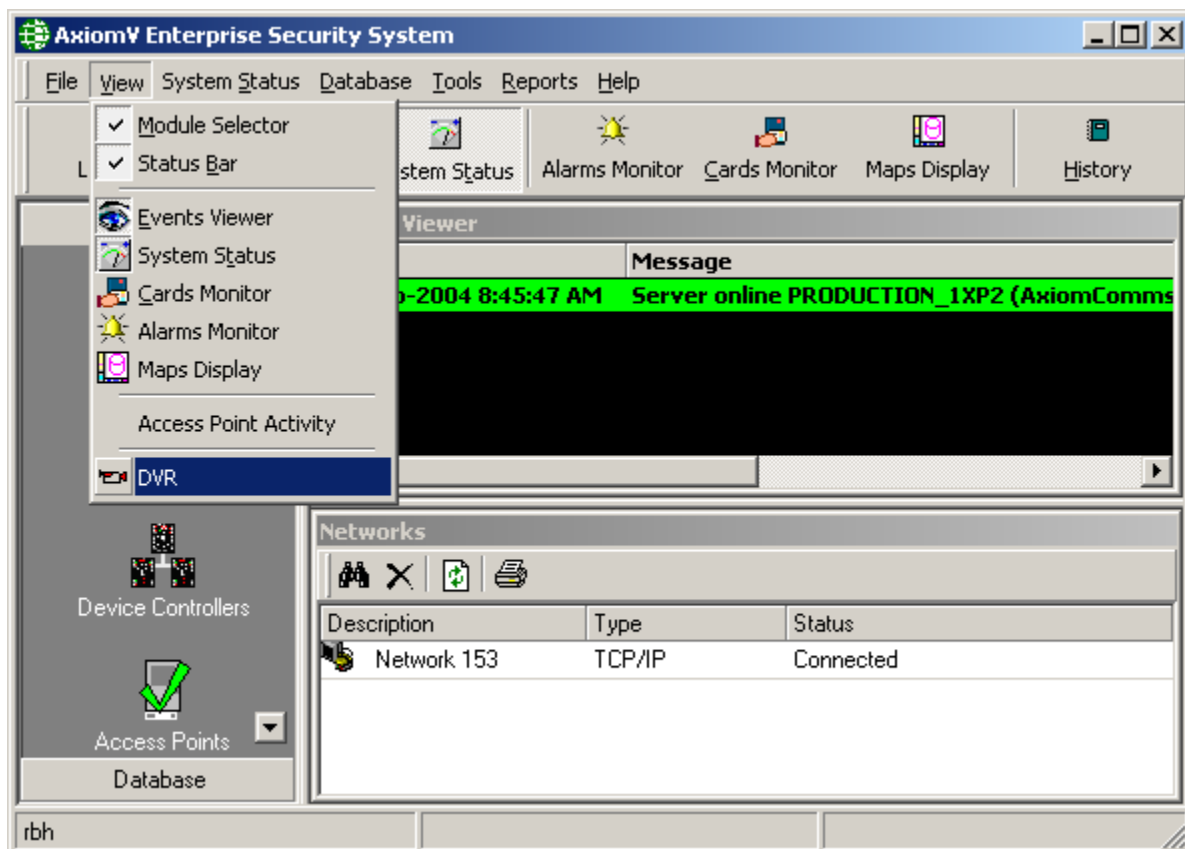 AxiomV Enterprise Security System
File View System Status Database Tools Reports Help
Module Selector
Status Bar
Events Viewer
System Status
Cards Monitor
Alarms Monitor
Maps Display
Access Point Activity
DVR
Status Alarms Monitor Cards Monitor Maps Display History
Viewer
Message
-2004 8:45:47 AM Server online PRODUCTION_1XP2 (AxiomComms
Device Controllers
Access Points
Database
Networks
Description Type Status
Network 153 TCP/IP Connected
rbh